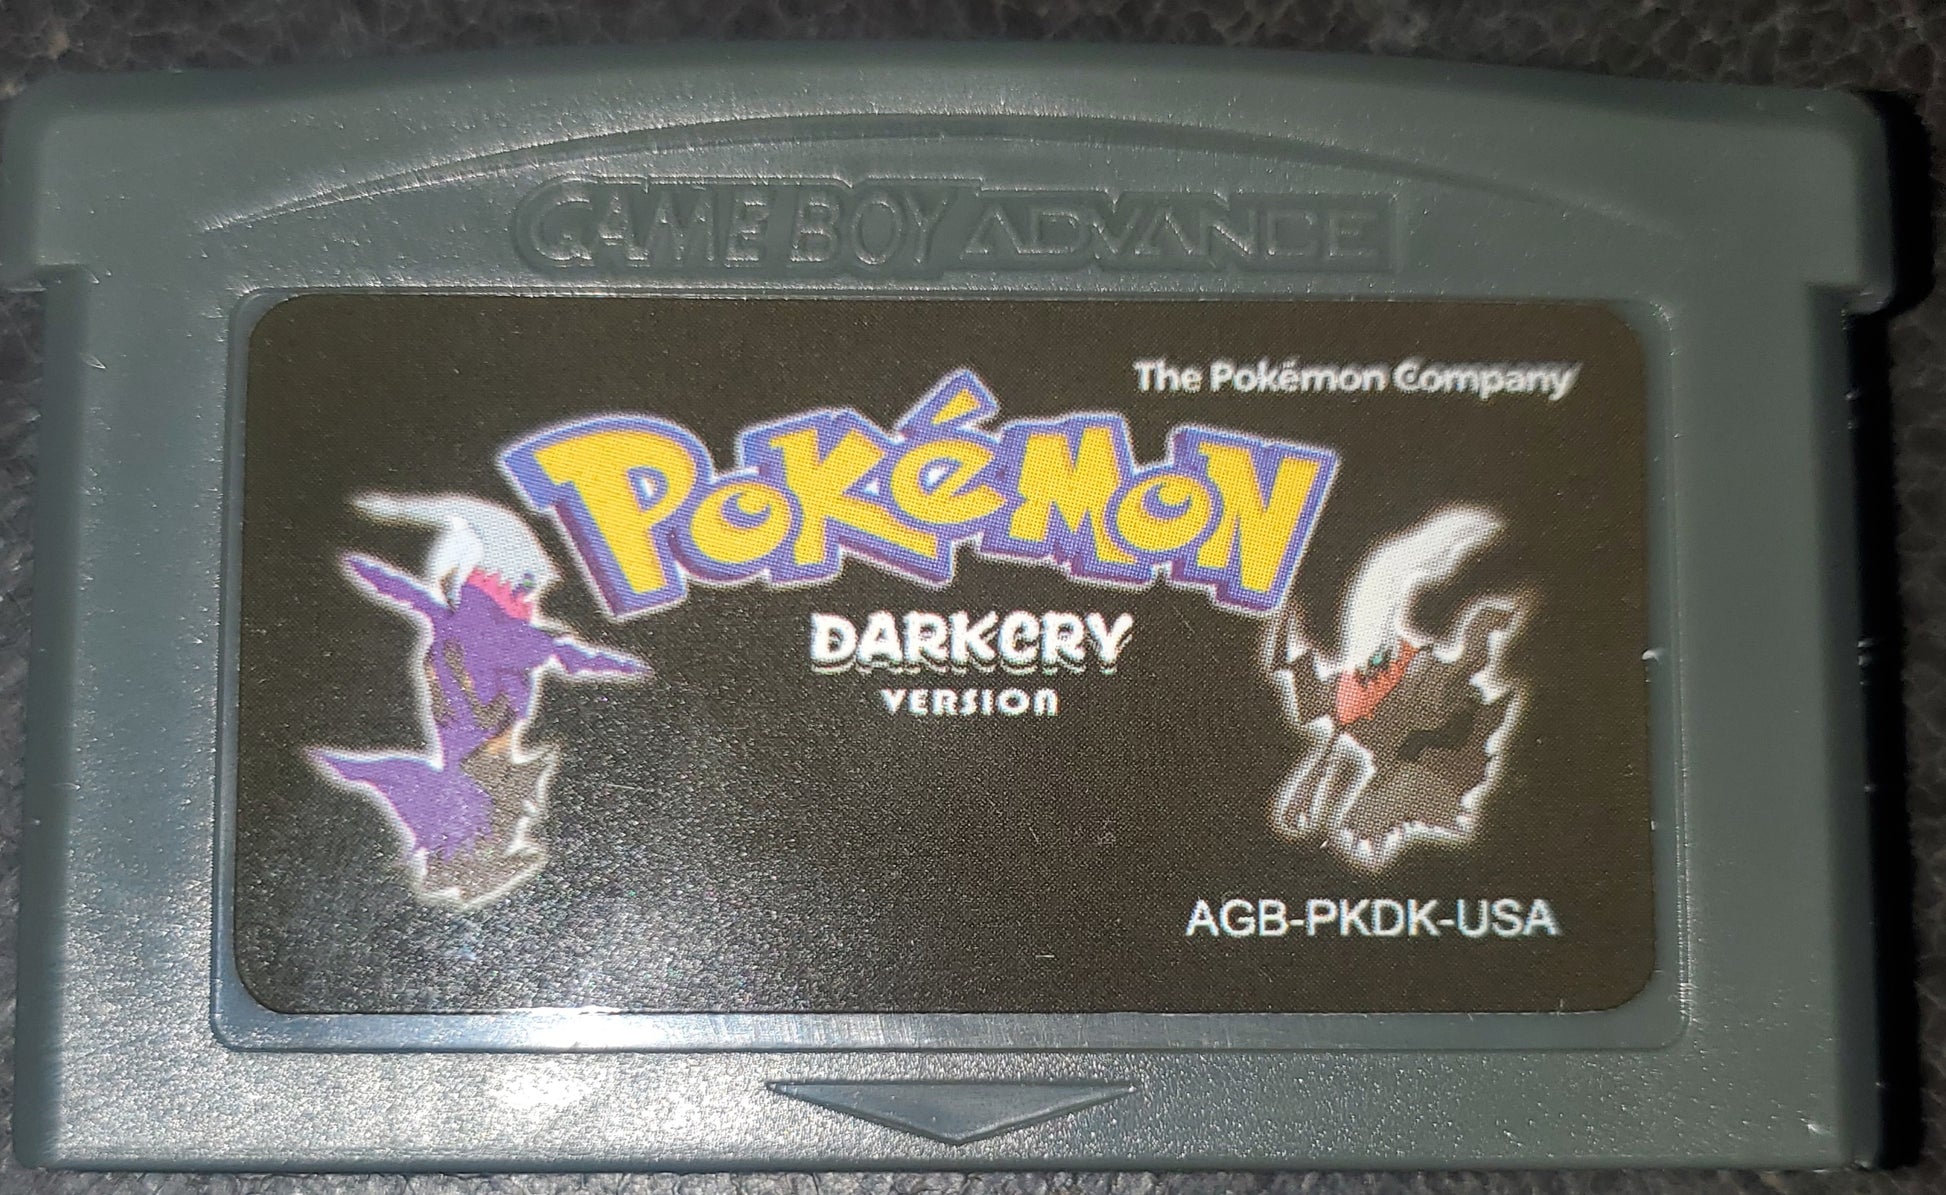 GAME BOY ADVANCE
The Pokémon Company
POKéMON
DARKCRY
VERSION
AGB-PKDK-USA